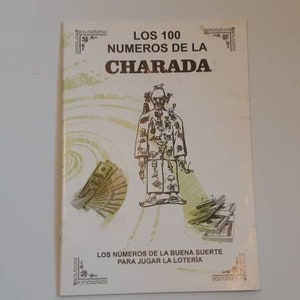 LOS 100
NUMEROS DE LA
CHARADA
LOS NÚMEROS DE LA BUENA SUERTE
PARA JUGAR LA LOTERÍA